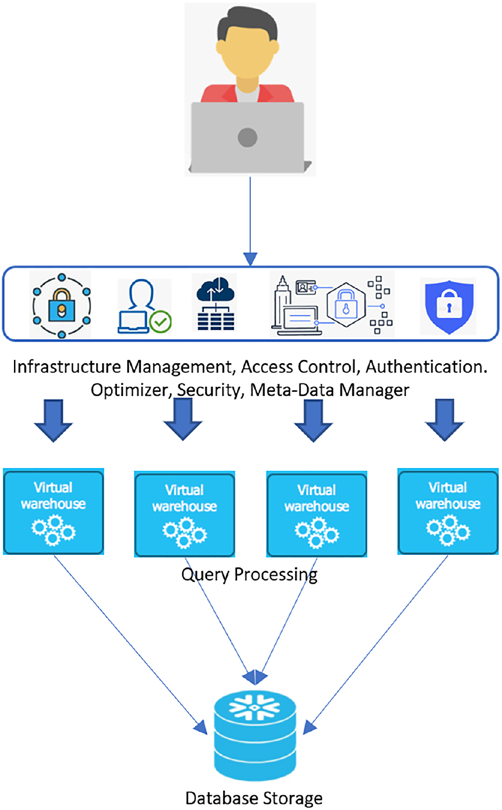 Infrastructure Management, Access Control, Authentication.
Optimizer, Security, Meta-Data Manager
Virtual
warehouse
Virtual
warehouse
Virtual
warehouse
Virtual
warehouse
Query Processing
Database Storage